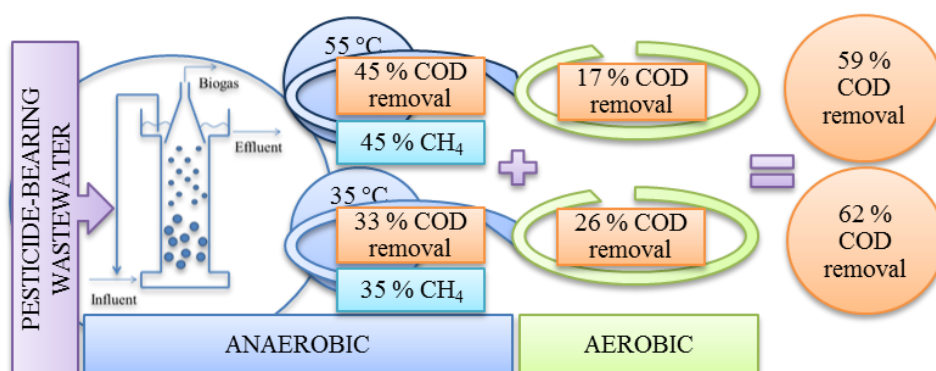 PESTICIDE-BEARING
WASTEWATER
Biogas
Effluent
Influent
55 °C
45 % COD
removal
45 % CH₄
17 % COD
removal
59 %
COD
removal
35 °C
33 % COD
removal
35 % CH₄
26 % COD
removal
62 %
COD
removal
ANAEROBIC
AEROBIC